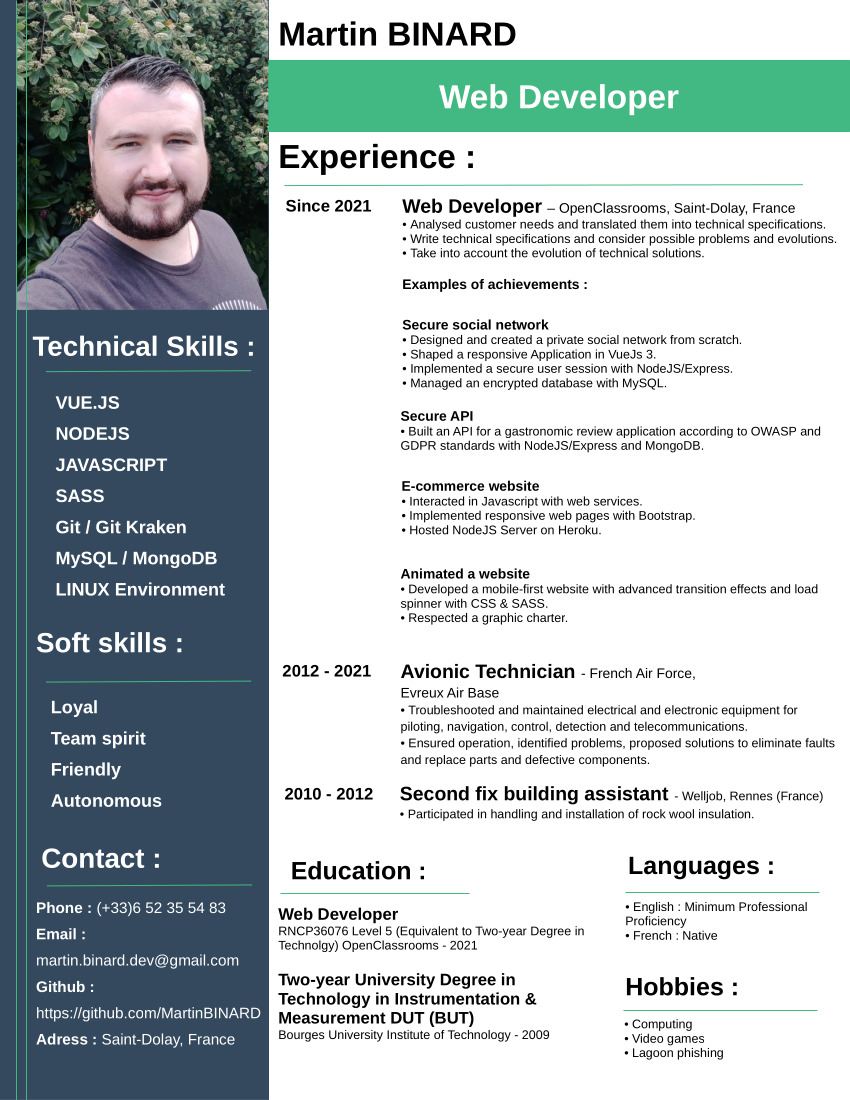 Martin BINARD
Web Developer
Experience :
Since 2021
Web Developer – OpenClassrooms, Saint-Dolay, France
• Analysed customer needs and translated them into technical specifications.
• Write technical specifications and consider possible problems and evolutions.
• Take into account the evolution of technical solutions.
Examples of achievements :
Secure social network
• Designed and created a private social network from scratch.
• Shaped a responsive Application in VueJs 3.
• Implemented a secure user session with NodeJS/Express.
• Managed an encrypted database with MySQL.
Secure API
• Built an API for a gastronomic review application according to OWASP and
GDPR standards with NodeJS/Express and MongoDB.
E-commerce website
• Interacted in Javascript with web services.
• Implemented responsive web pages with Bootstrap.
• Hosted NodeJS Server on Heroku.
Animated a website
• Developed a mobile-first website with advanced transition effects and load
spinner with CSS & SASS.
• Respected a graphic charter.
2012 - 2021
Avionic Technician - French Air Force,
Evreux Air Base
• Troubleshooted and maintained electrical and electronic equipment for
piloting, navigation, control, detection and telecommunications.
• Ensured operation, identified problems, proposed solutions to eliminate faults
and replace parts and defective components.
2010 - 2012
Second fix building assistant - Welljob, Rennes (France)
• Participated in handling and installation of rock wool insulation.
Education :
Web Developer
RNCP36076 Level 5 (Equivalent to Two-year Degree in
Technolgy) OpenClassrooms - 2021
Two-year University Degree in
Technology in Instrumentation &
Measurement DUT (BUT)
Bourges University Institute of Technology - 2009
Languages :
• English : Minimum Professional
Proficiency
• French : Native
Hobbies :
• Computing
• Video games
• Lagoon phishing
Technical Skills :
VUE.JS
NODEJS
JAVASCRIPT
SASS
Git / Git Kraken
MySQL / MongoDB
LINUX Environment
Soft skills :
Loyal
Team spirit
Friendly
Autonomous
Contact :
Phone : (+33)6 52 35 54 83
Email :
martin.binard.dev@gmail.com
Github :
https://github.com/MartinBINARD
Adress : Saint-Dolay, France